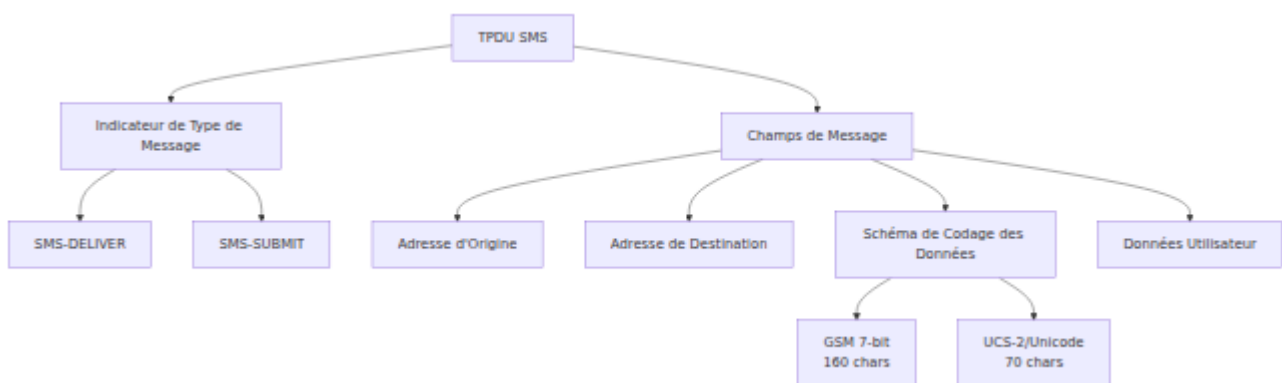 TPDU SMS
Indicateur de Type de
Message
Champs de Message
SMS-DELIVER
SMS-SUBMIT
Adresse d'Origine
Adresse de Destination
Schéma de Codage des
Données
Données Utilisateur
GSM 7-bit
160 chars
UCS-2/Unicode
70 chars